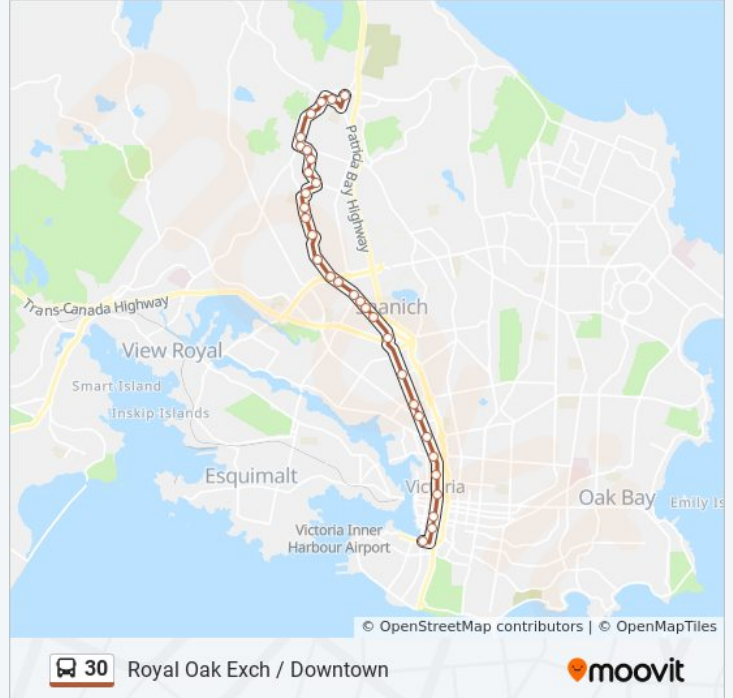 Patricia Bay Highway
Trans-Canada Highway
Saanich
View Royal
Smart Island
Inskip Islands
Esquimalt
Victoria
Oak Bay
Emily Is
Victoria Inner
Harbour Airport
© OpenStreetMap contributors | © OpenMapTiles
30 Royal Oak Exch / Downtown
moovit